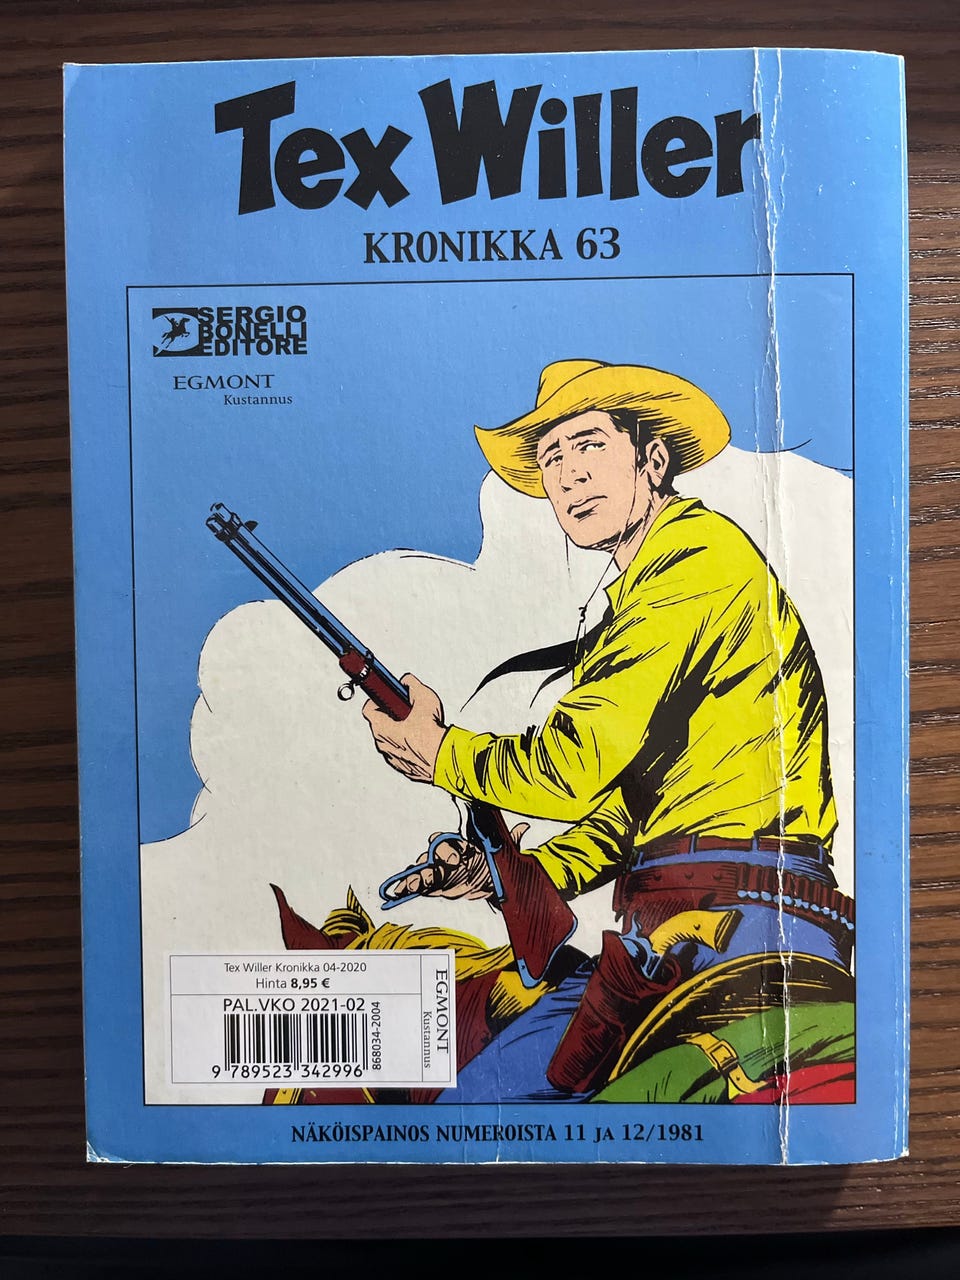 Tex Willer
KRONIKKA 63
SERGIO
BONELLI
EDITORE
EGMONT
Kustannus
Tex Willer Kronikka 04-2020
Hinta 8,95 €
PAL.VKO 2021-02
868034-2004
9 789523 342996
EGMONT
Kustannus
NÄKÖISPAINOS NUMEROISTA 11 JA 12/1981